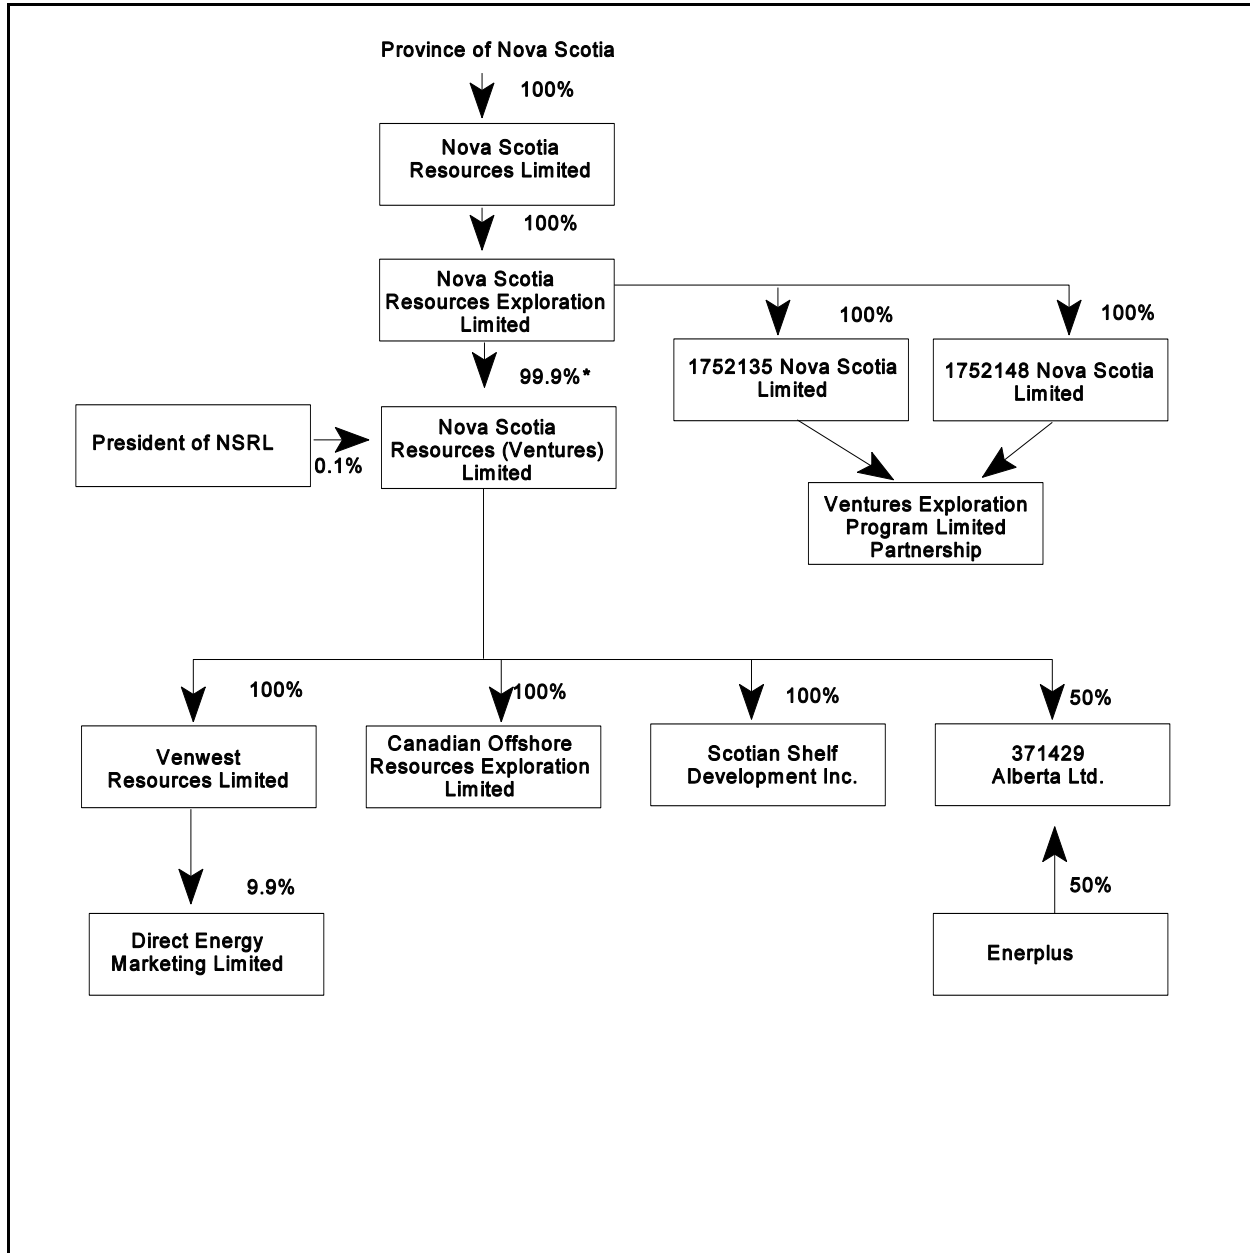 Province of Nova Scotia
100%
Nova Scotia
Resources Limited
100%
Nova Scotia
Resources Exploration
Limited
100%
100%
99.9%*
1752135 Nova Scotia
Limited
1752148 Nova Scotia
Limited
President of NSRL
0.1%
Nova Scotia
Resources (Ventures)
Limited
Ventures Exploration
Program Limited
Partnership
100%
100%
100%
50%
Venwest
Resources Limited
Canadian Offshore
Resources Exploration
Limited
Scotian Shelf
Development Inc.
371429
Alberta Ltd.
9.9%
50%
Direct Energy
Marketing Limited
Enerplus